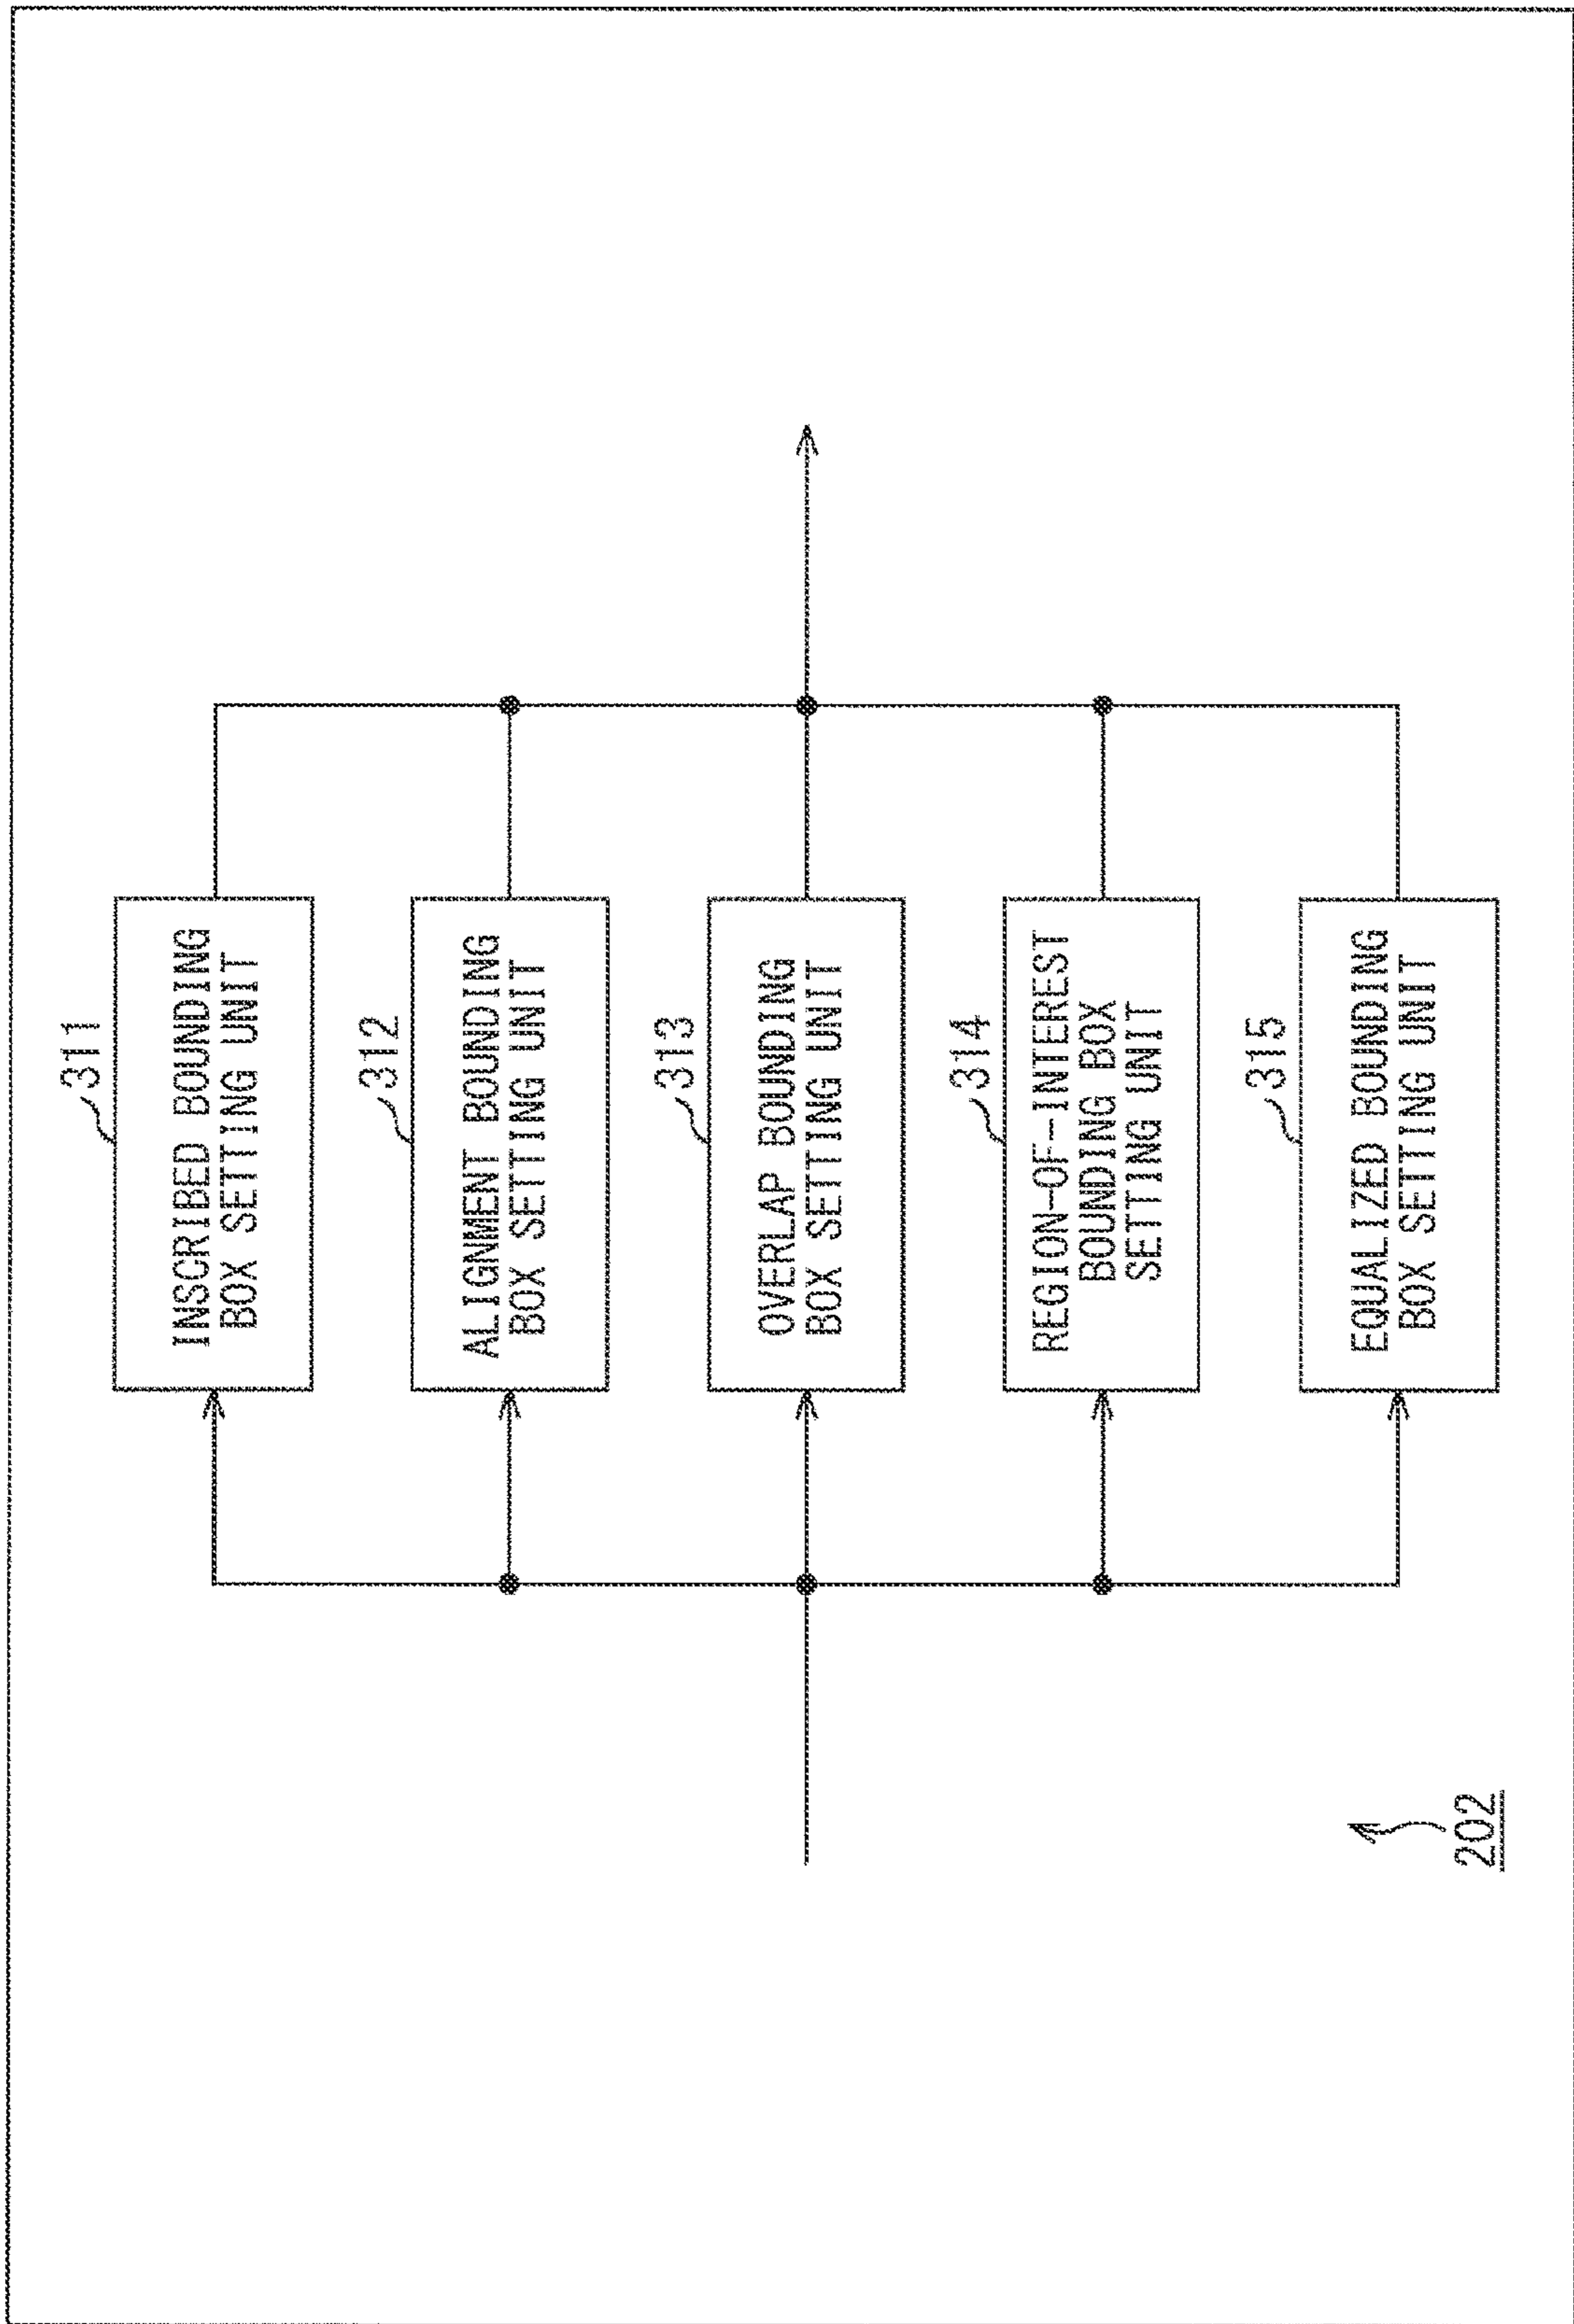 311
INSCRIBED BOUNDING
BOX SETTING UNIT
312
ALIGNMENT BOUNDING
BOX SETTING UNIT
313
OVERLAP BOUNDING
BOX SETTING UNIT
314
REGION-OF-INTEREST
BOUNDING BOX
SETTING UNIT
315
EQUALIZED BOUNDING
BOX SETTING UNIT
202